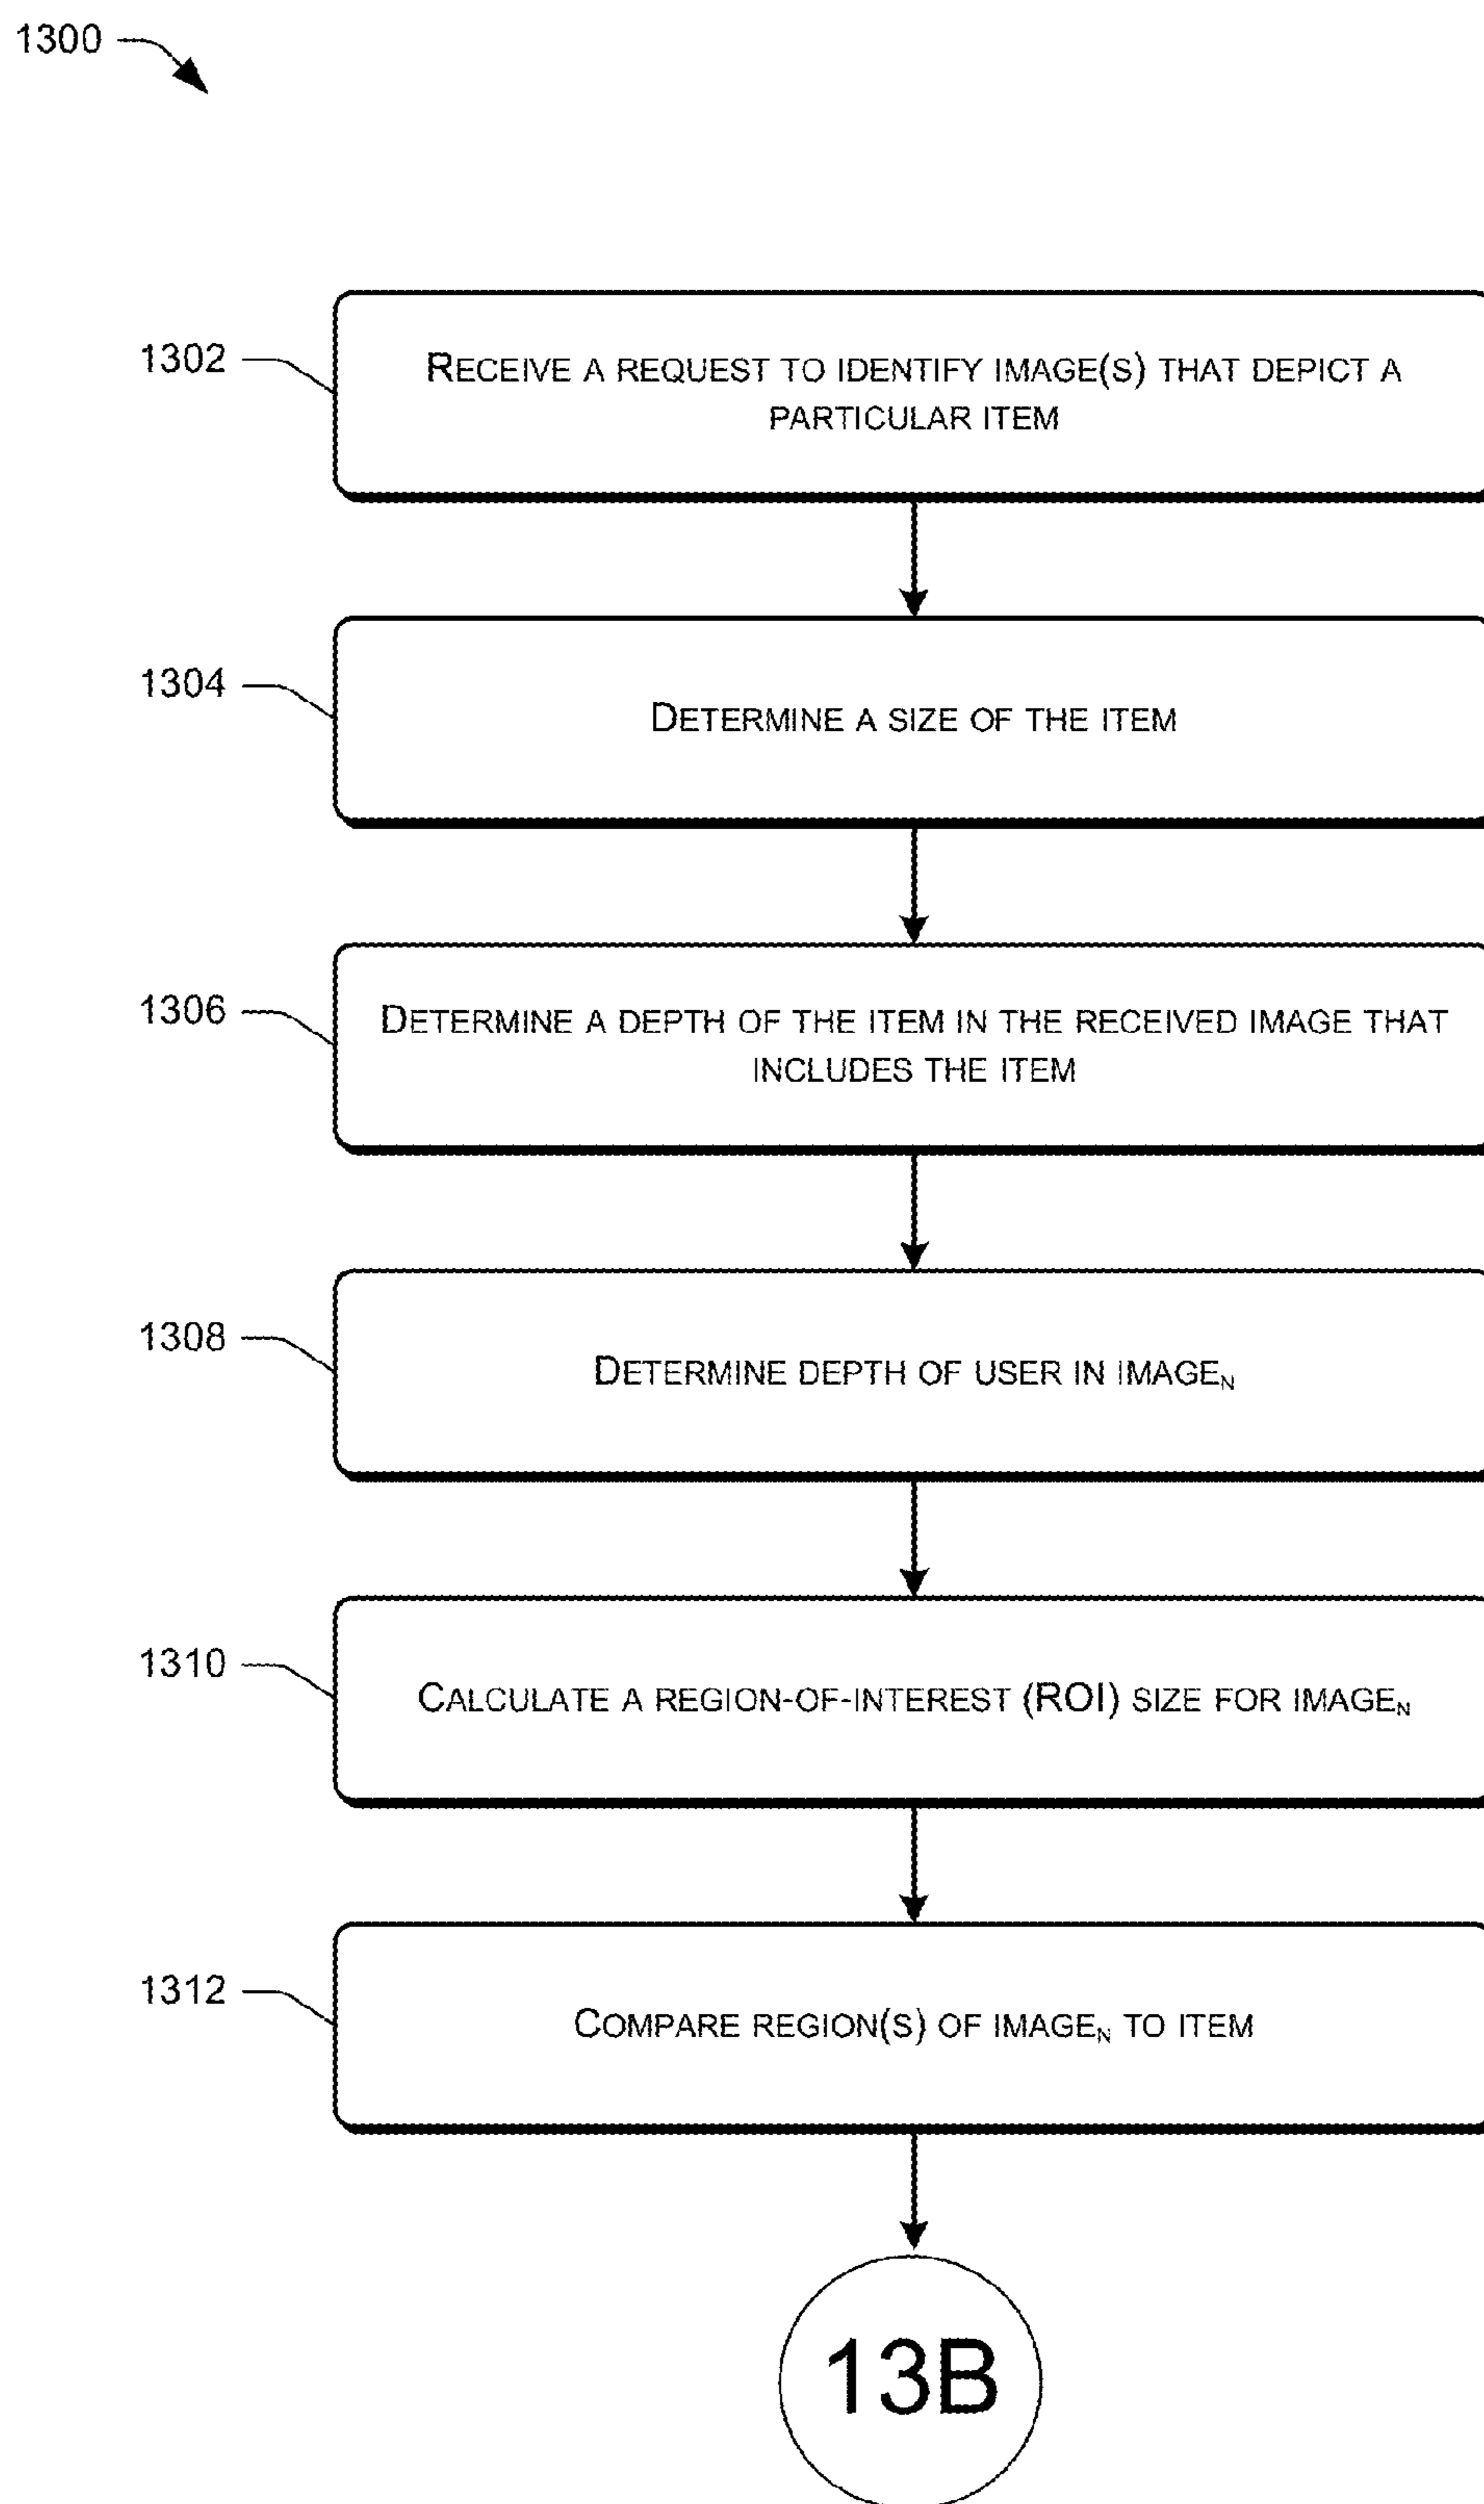 1300
1302
RECEIVE A REQUEST TO IDENTIFY IMAGE(S) THAT DEPICT A
PARTICULAR ITEM
1304
DETERMINE A SIZE OF THE ITEM
1306
DETERMINE A DEPTH OF THE ITEM IN THE RECEIVED IMAGE THAT
INCLUDES THE ITEM
1308
DETERMINE DEPTH OF USER IN IMAGEN
1310
CALCULATE A REGION-OF-INTEREST (ROI) SIZE FOR IMAGEN
1312
COMPARE REGION(S) OF IMAGEN TO ITEM
13B